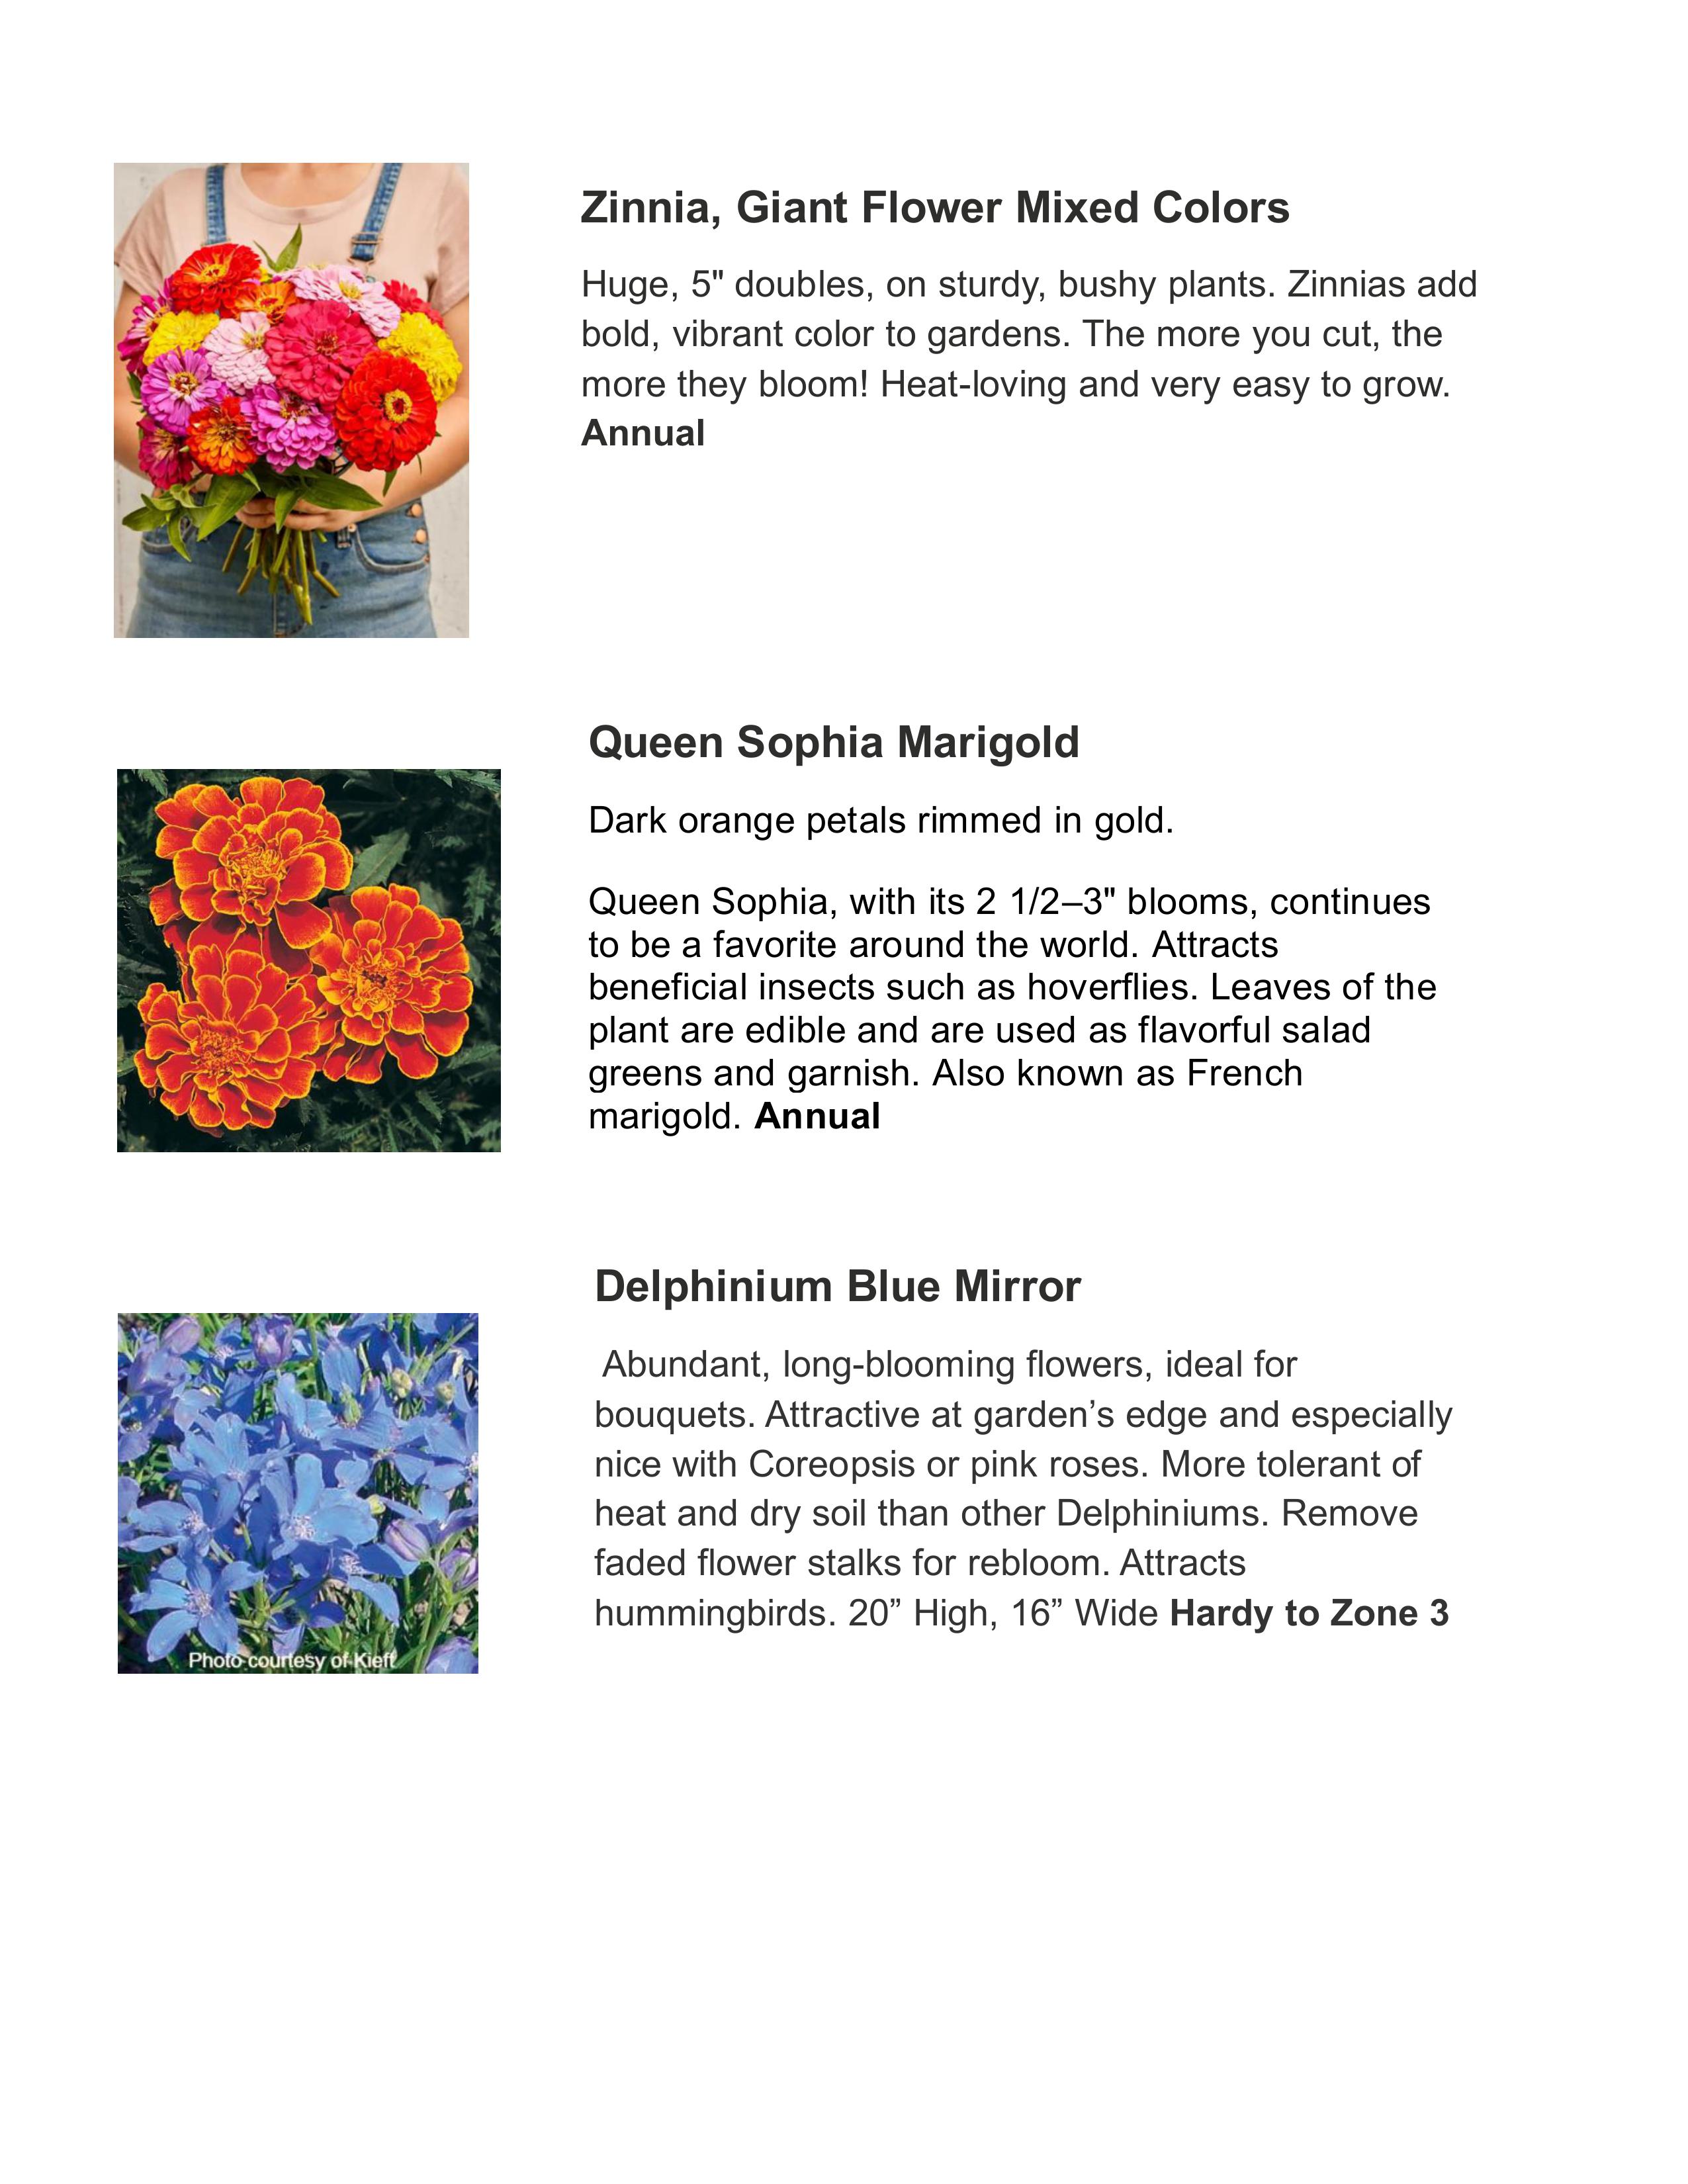 Zinnia, Giant Flower Mixed Colors
Huge, 5" doubles, on sturdy, bushy plants. Zinnias add
bold, vibrant color to gardens. The more you cut, the
more they bloom! Heat-loving and very easy to grow.
Annual
Queen Sophia Marigold
Dark orange petals rimmed in gold.
Queen Sophia, with its 2 1/2–3" blooms, continues
to be a favorite around the world. Attracts
beneficial insects such as hoverflies. Leaves of the
plant are edible and are used as flavorful salad
greens and garnish. Also known as French
marigold. Annual
Delphinium Blue Mirror
Abundant, long-blooming flowers, ideal for
bouquets. Attractive at garden’s edge and especially
nice with Coreopsis or pink roses. More tolerant of
heat and dry soil than other Delphiniums. Remove
faded flower stalks for rebloom. Attracts
hummingbirds. 20” High, 16” Wide Hardy to Zone 3
Photo courtesy of Kieft